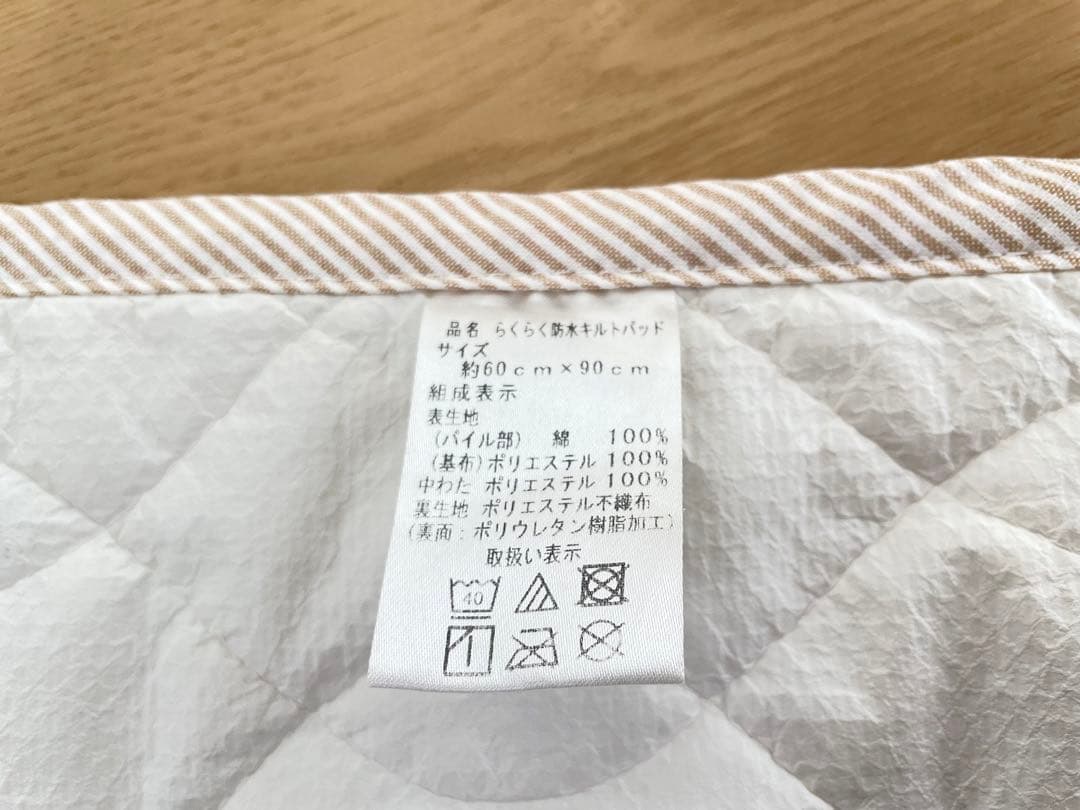 品名 らくらく防水キルトパッド
サイズ
約60cm×90cm
組成表示
表生地
(パイル部) 綿 100%
(基布)ポリエステル 100%
中わた ポリエステル 100%
裏生地 ポリエステル不織布
(裏面:ポリウレタン樹脂加工)
取扱い表示
40